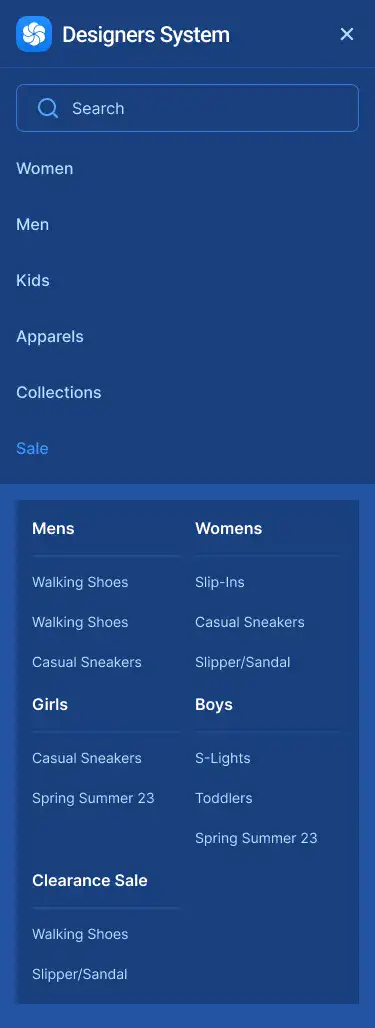 Designers System
Search
Women
Men
Kids
Apparels
Collections
Sale
Mens
Walking Shoes
Walking Shoes
Casual Sneakers
Womens
Slip-Ins
Casual Sneakers
Slipper/Sandal
Girls
Casual Sneakers
Spring Summer 23
Boys
S-Lights
Toddlers
Spring Summer 23
Clearance Sale
Walking Shoes
Slipper/Sandal